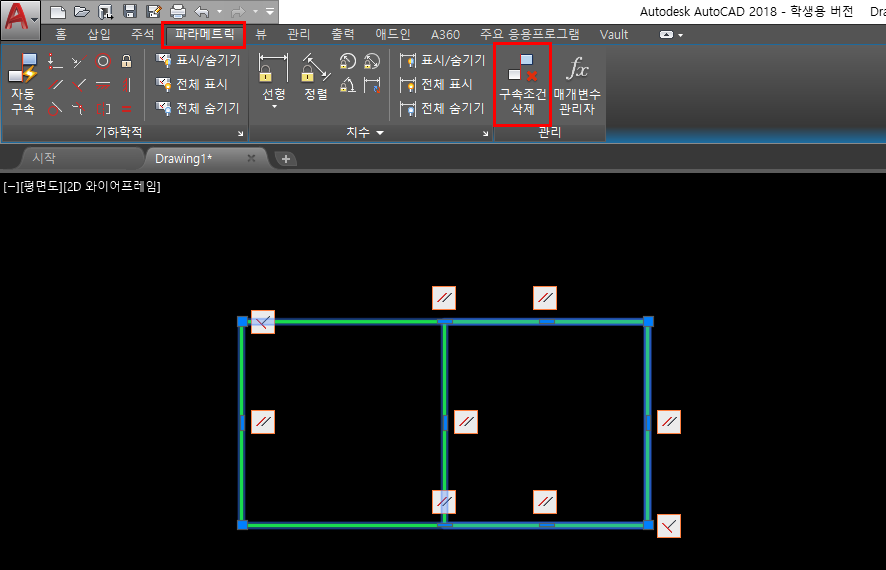 Autodesk AutoCAD 2018 - 학생용 버전 Dra
홈 삽입 주석 파라메트릭 뷰 관리 출력 애드인 A360 주요 응용프로그램 Vault
자동
구속
표시/숨기기
전체 표시
전체 숨기기
기하학적
선형
정렬
표시/숨기기
전체 표시
전체 숨기기
치수
구속조건
삭제
fx
매개변수
관리자
관리
시작
Drawing1*
[−][평면도][2D 와이어프레임]